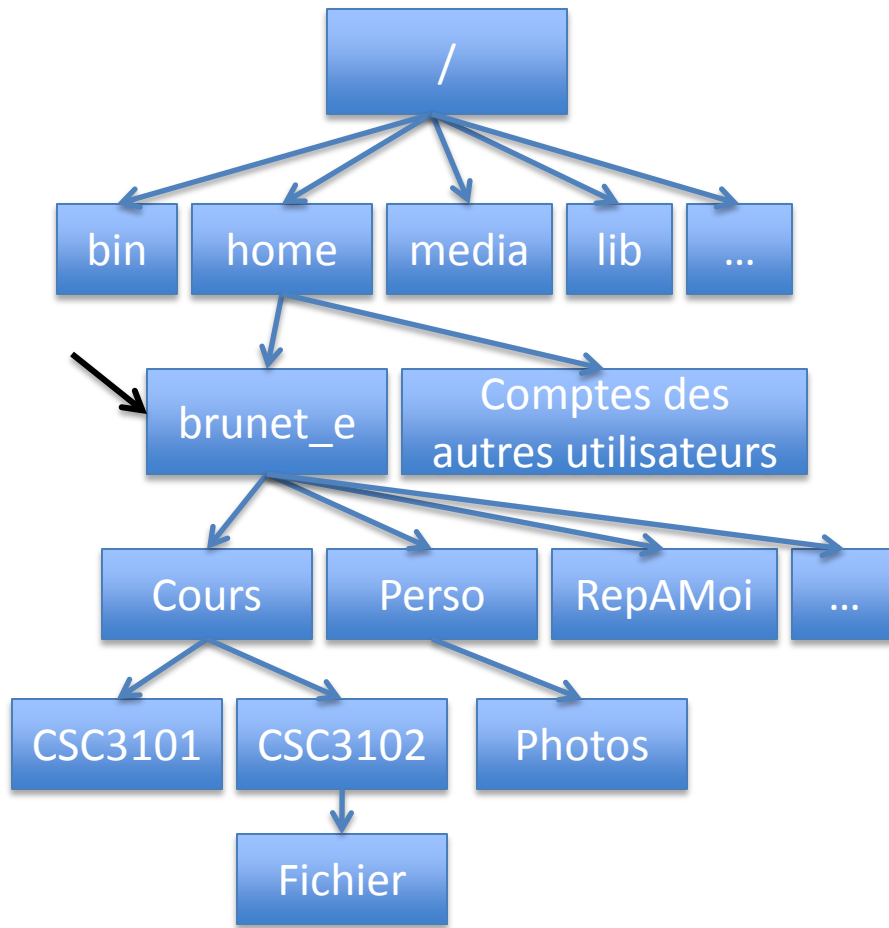 /
bin
home
media
lib
...
brunet_e
Comptes des
autres utilisateurs
Cours
Perso
RepAMoi
...
CSC3101
CSC3102
Photos
Fichier